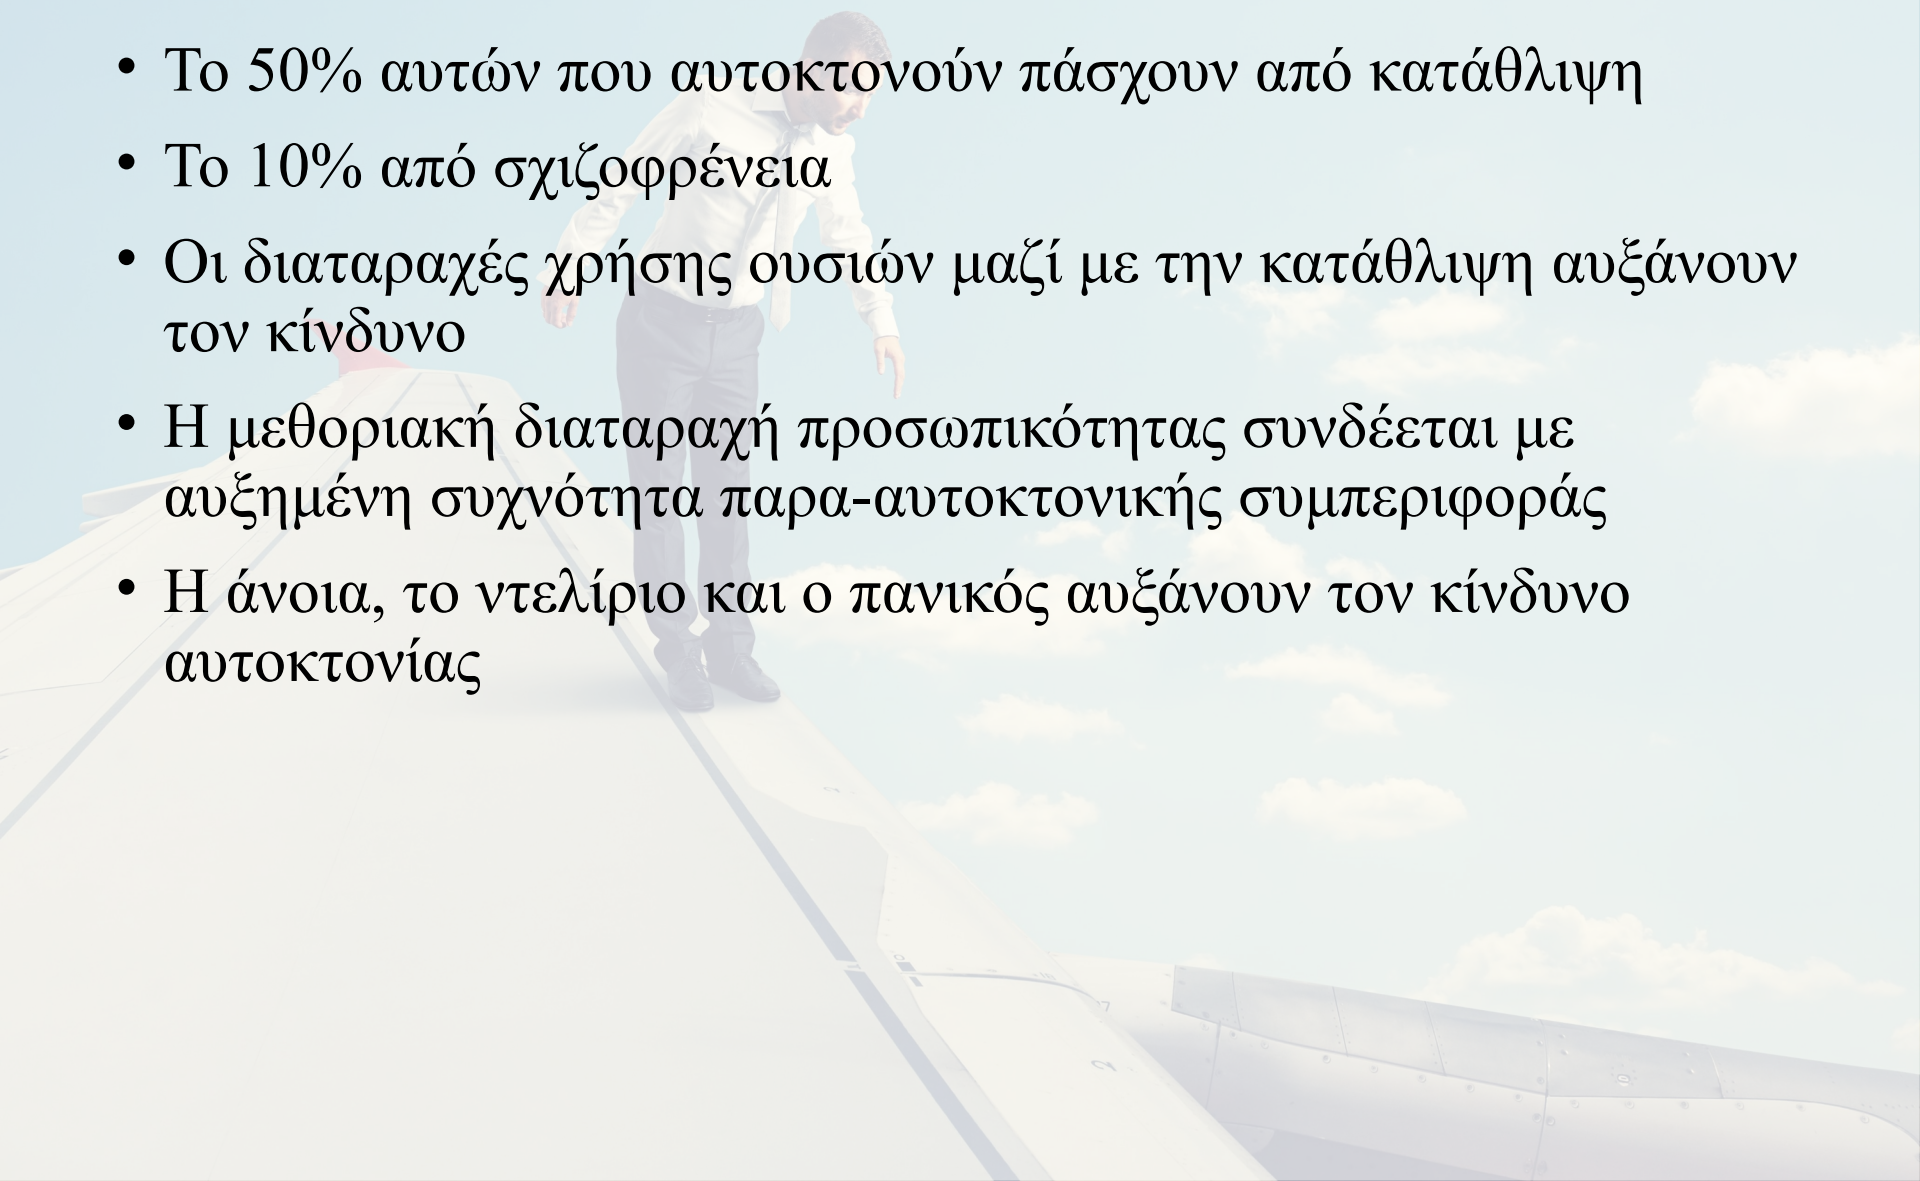 • Το 50% αυτών που αυτοκτονούν πάσχουν από κατάθλιψη
• Το 10% από σχιζοφρένεια
• Οι διαταραχές χρήσης ουσιών μαζί με την κατάθλιψη αυξάνουν
τον κίνδυνο
• Η μεθοριακή διαταραχή προσωπικότητας συνδέεται με
αυξημένη συχνότητα παρα-αυτοκτονικής συμπεριφοράς
• Η άνοια, το ντελίριο και ο πανικός αυξάνουν τον κίνδυνο
αυτοκτονίας